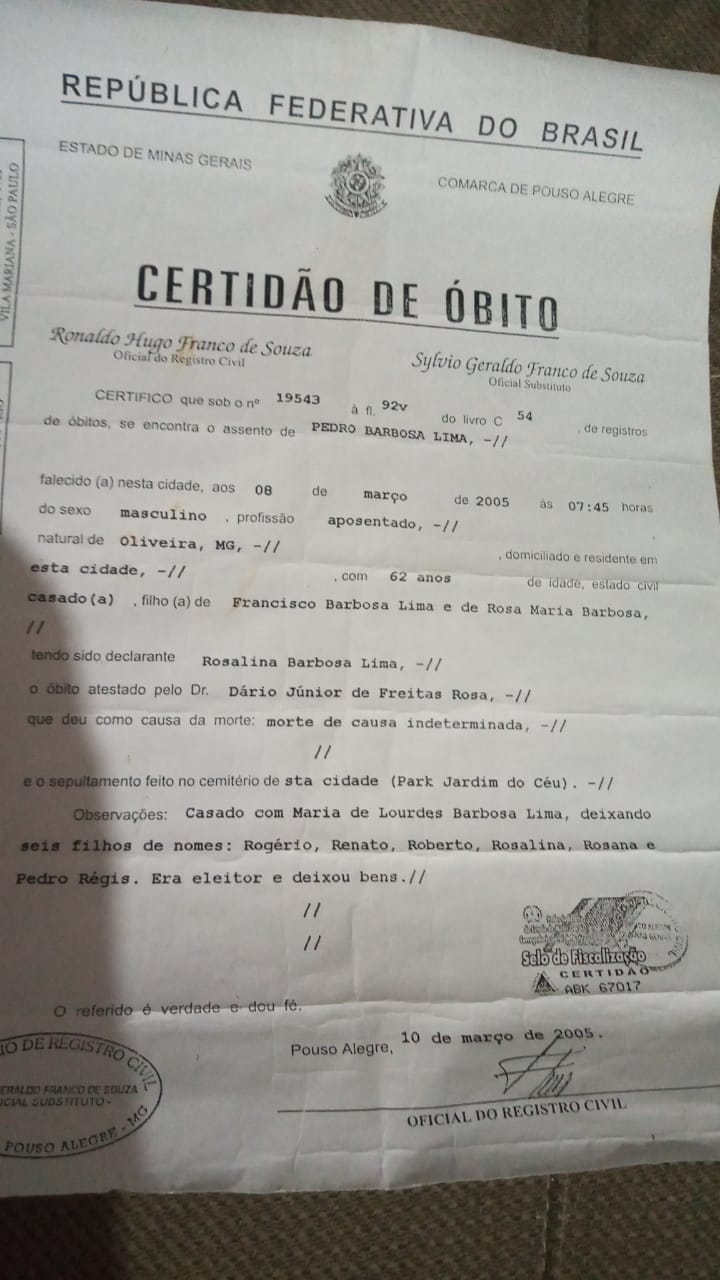 REPÚBLICA FEDERATIVA DO BRASIL
ESTADO DE MINAS GERAIS
COMARCA DE POUSO ALEGRE
VILA MARIANA - SÃO PAULO
CERTIDÃO DE ÓBITO
Ronaldo Hugo Franco de Souza
Oficial do Registro Civil
Sylvio Geraldo Franco de Souza
Oficial Substituto
CERTIFICO que sob o nº 19543 à fl. 92v do livro C 54 , de registros
de óbitos, se encontra o assento de PEDRO BARBOSA LIMA, -//
falecido (a) nesta cidade, aos 08 de março de 2005 às 07:45 horas
do sexo masculino , profissão aposentado, -//
natural de Oliveira, MG, -// , domiciliado e residente em
esta cidade, -// , com 62 anos de idade, estado civil
casado(a) , filho (a) de Francisco Barbosa Lima e de Rosa Maria Barbosa,
//
tendo sido declarante Rosalina Barbosa Lima, -//
o óbito atestado pelo Dr. Dário Júnior de Freitas Rosa, -//
que deu como causa da morte: morte de causa indeterminada, -//
//
e o sepultamento feito no cemitério de sta cidade (Park Jardim do Céu). -//
Observações: Casado com Maria de Lourdes Barbosa Lima, deixando
seis filhos de nomes: Rogério, Renato, Roberto, Rosalina, Rosana e
Pedro Régis. Era eleitor e deixou bens.//
//
//
Selo de Fiscalização
CERTIDÃO
ABK 67017
O referido é verdade e dou fé.
Pouso Alegre, 10 de março de 2005.
OFICIAL DO REGISTRO CIVIL
IO DE REGISTRO CIVIL
ERALDO FRANCO DE SOUZA
ICIAL SUBSTITUTO -
POUSO ALEGRE - MG